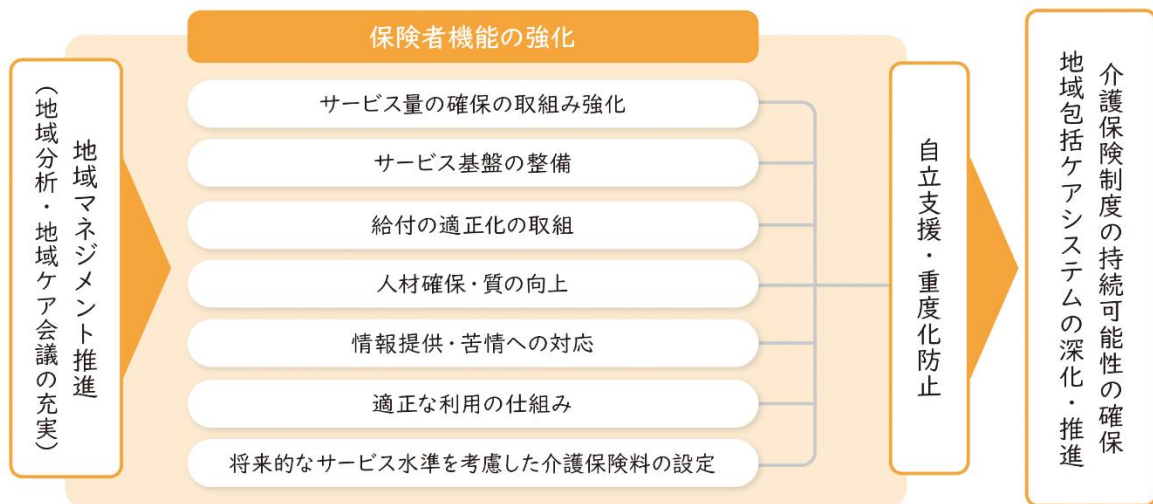 保険者機能の強化
地域マネジメント推進
（地域分析・地域ケア会議の充実）
サービス量の確保の取組み強化
サービス基盤の整備
給付の適正化の取組
人材確保・質の向上
情報提供・苦情への対応
適正な利用の仕組み
将来的なサービス水準を考慮した介護保険料の設定
自立支援・重度化防止
介護保険制度の持続可能性の確保
地域包括ケアシステムの深化・推進